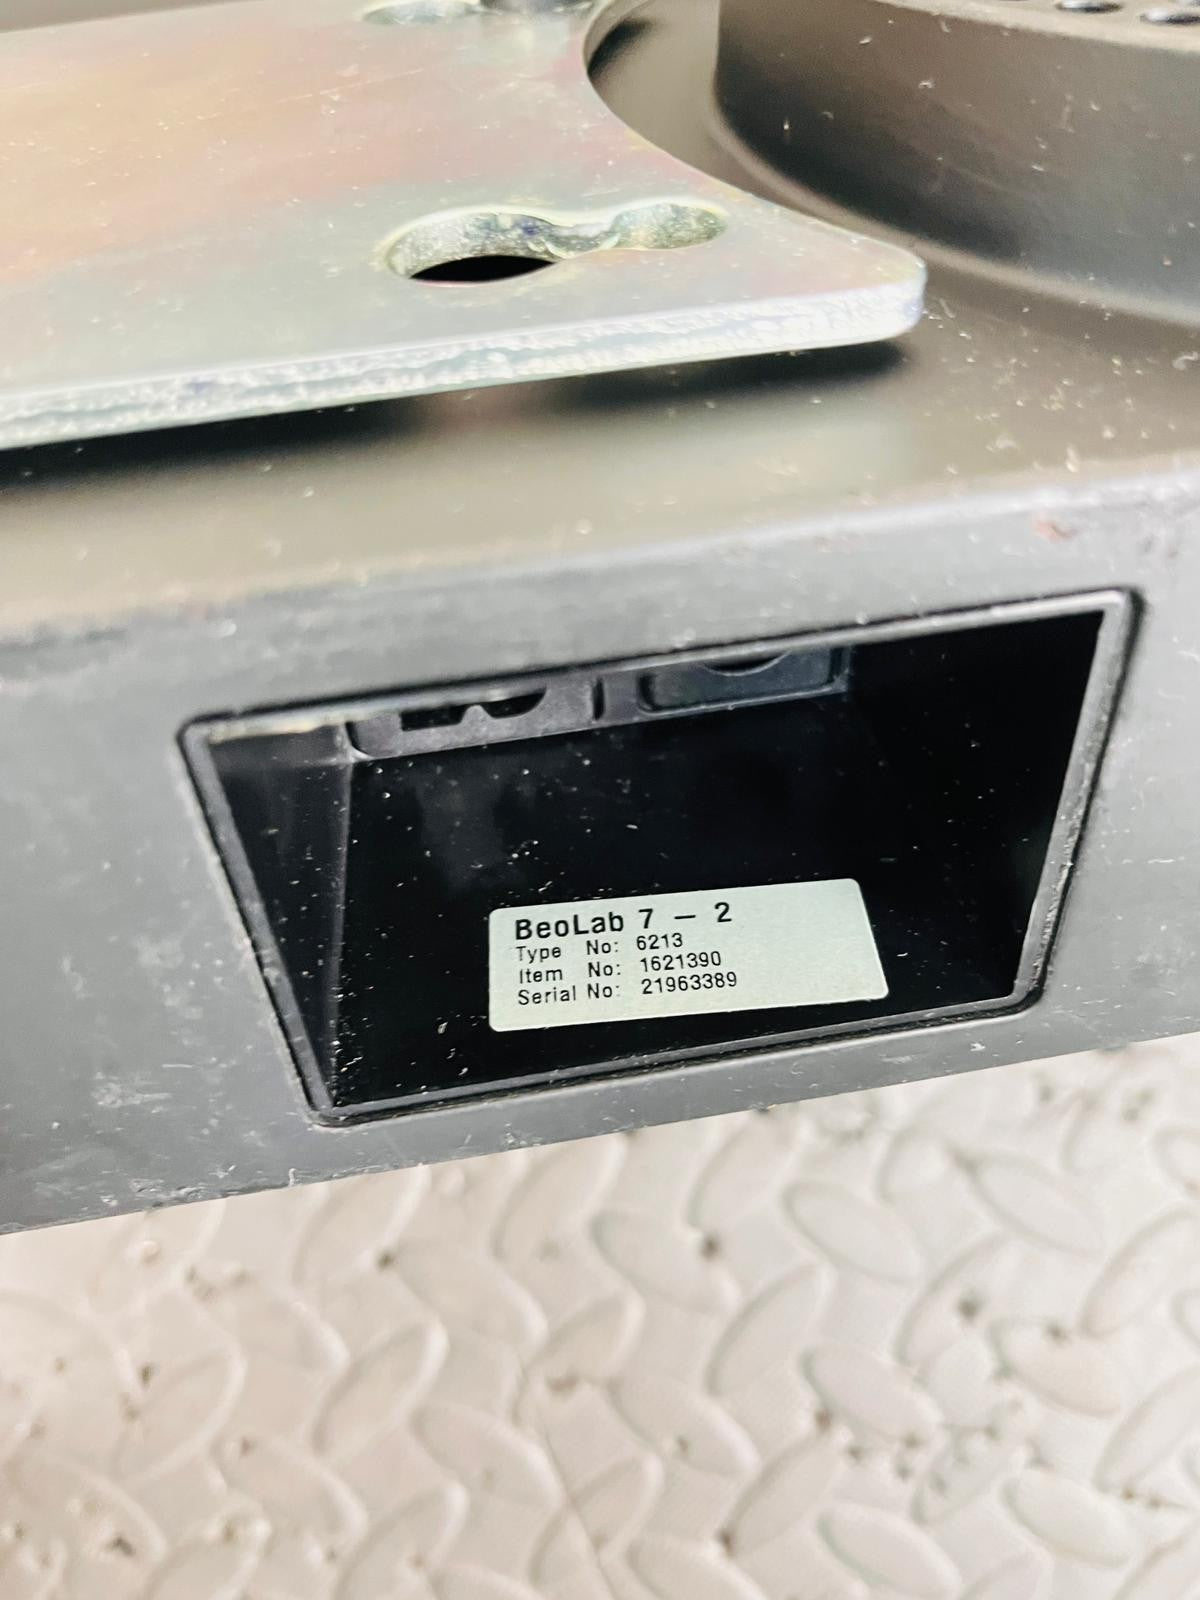 BeoLab 7 – 2
Type No: 6213
Item No: 1621390
Serial No: 21963389